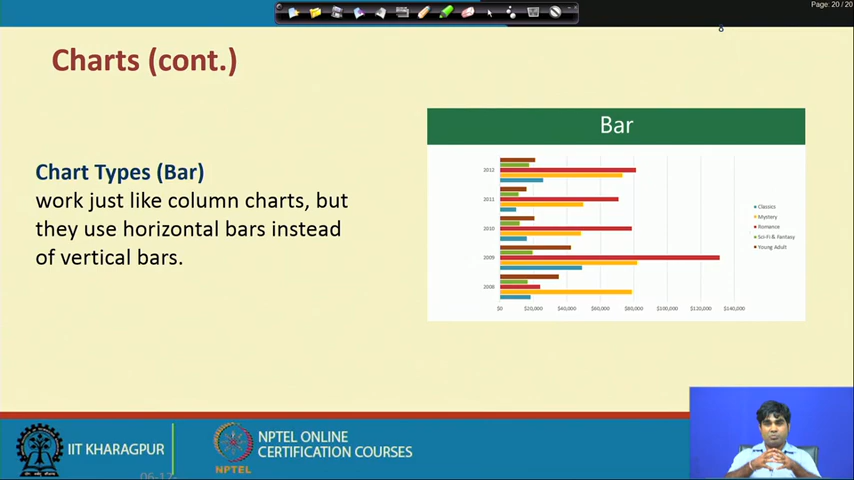 Page: 20 / 20
Charts (cont.)
Chart Types (Bar)
work just like column charts, but
they use horizontal bars instead
of vertical bars.
Bar
2012
2011
2010
2009
2008
$0 $20,000 $40,000 $60,000 $80,000 $100,000 $120,000 $140,000
Classics
Mystery
Romance
Sci-Fi & Fantasy
Young Adult
IIT KHARAGPUR
NPTEL
NPTEL ONLINE
CERTIFICATION COURSES
06-17-